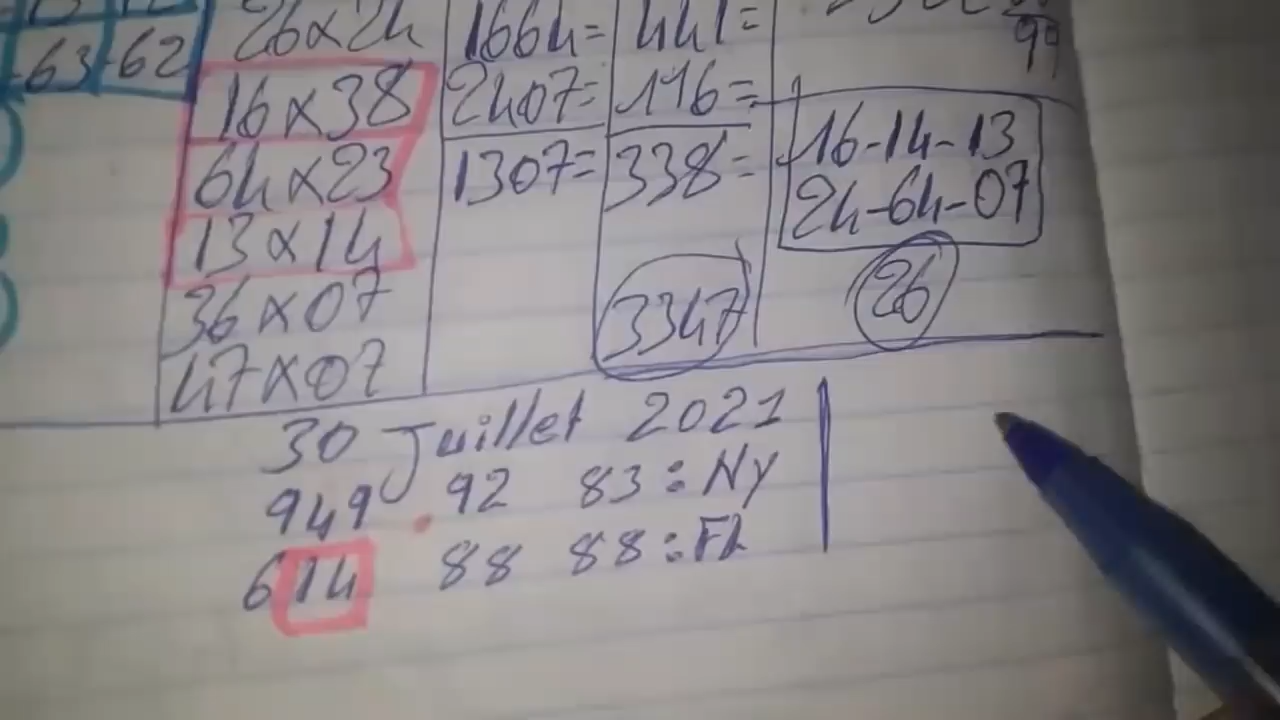 63 62
26x24
1664=
441=
99
16x38
2407=
116=
64x23
1307=
338=
16-14-13
24-64-07
13x14
36x07
3347
26
47x07
30 Juillet 2021
949 . 92 83 : Ny
614 88 88 : FL